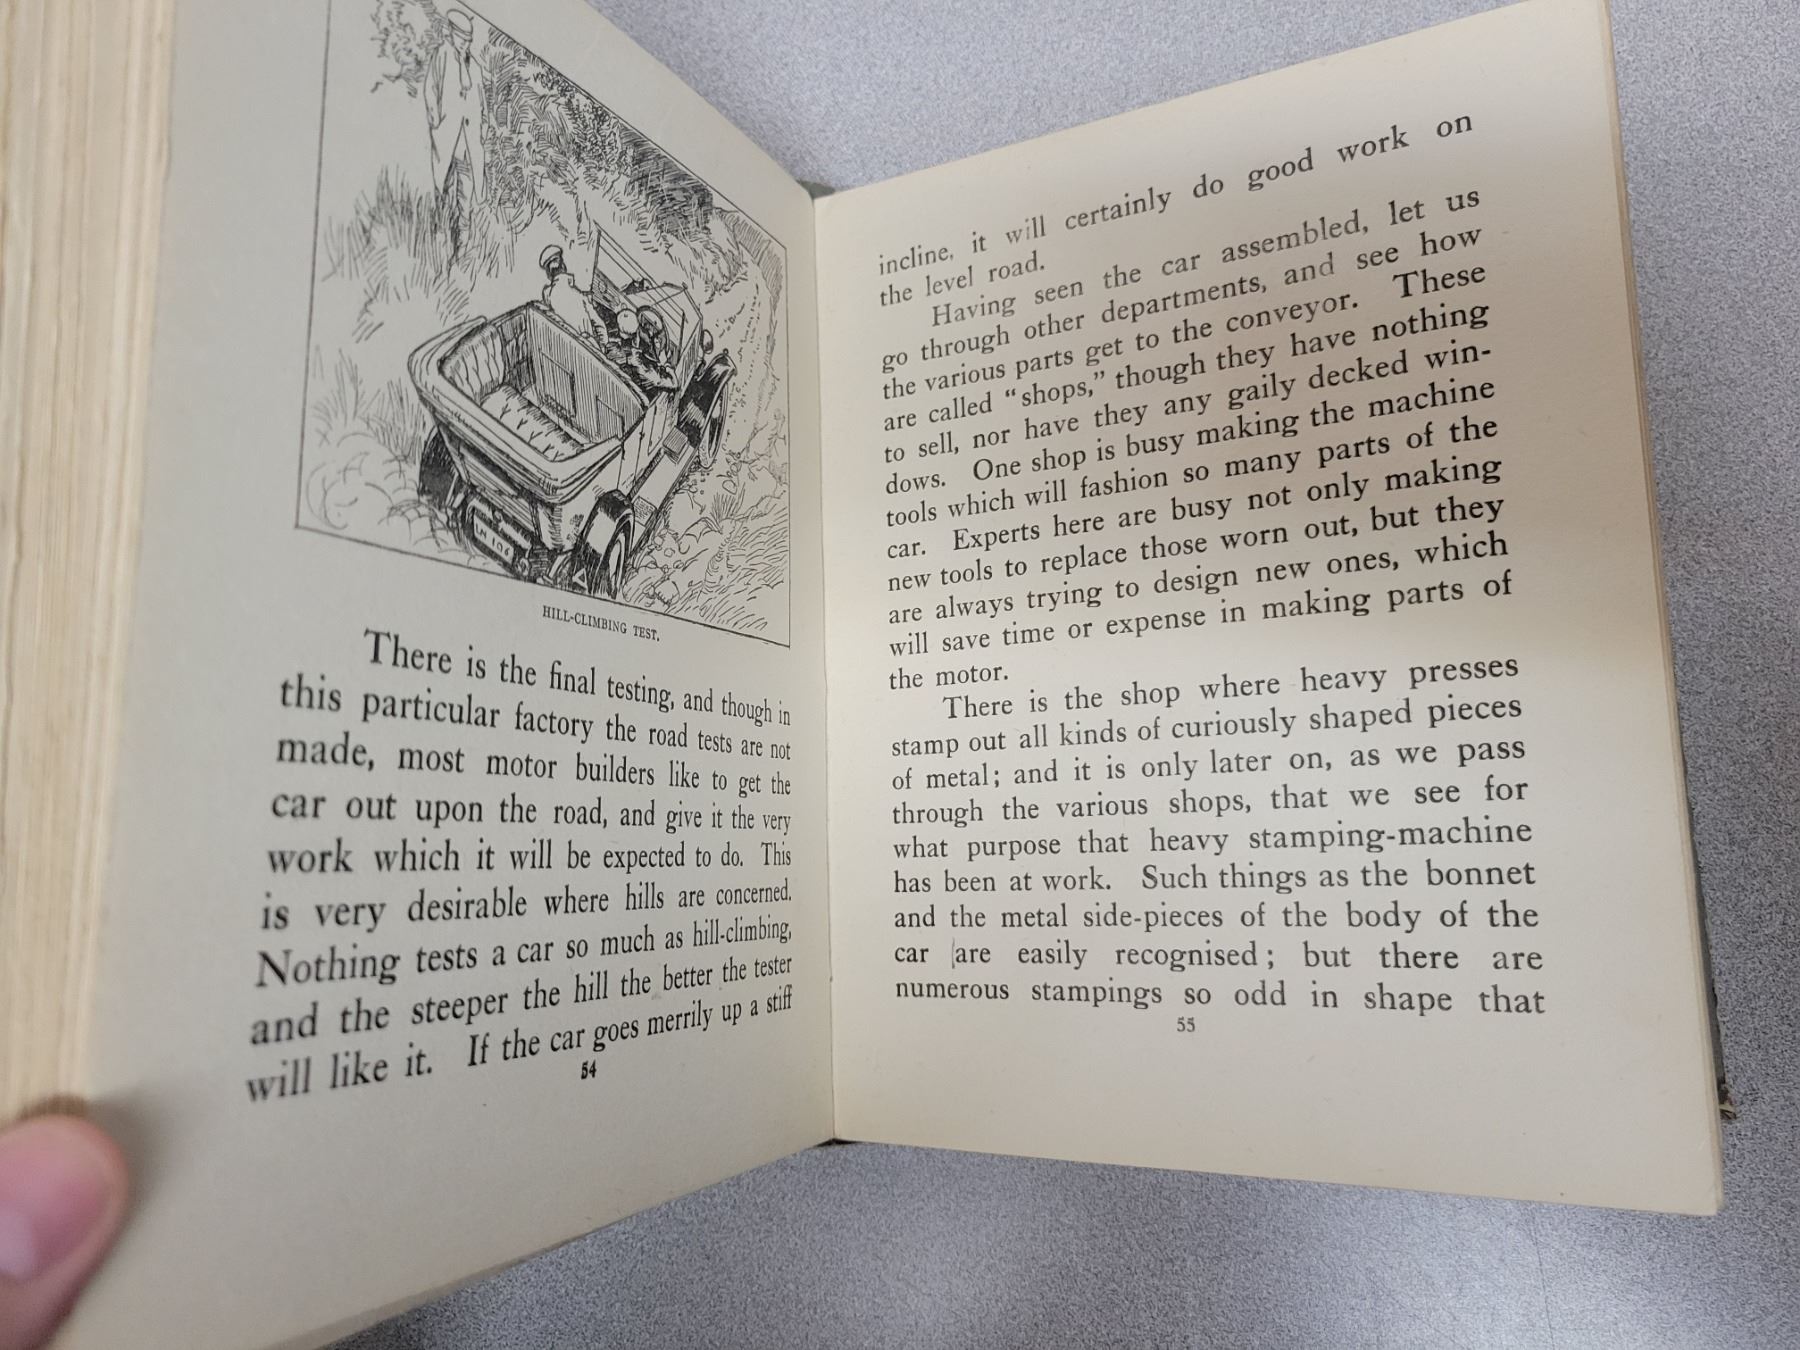 LN 106
HILL-CLIMBING TEST.
There is the final testing, and though in
this particular factory the road tests are not
made, most motor builders like to get the
car out upon the road, and give it the very
work which it will be expected to do. This
is very desirable where hills are concerned.
Nothing tests a car so much as hill-climbing,
and the steeper the hill the better the tester
will like it. If the car goes merrily up a stiff
54
incline, it will certainly do good work on
the level road.
Having seen the car assembled, let us
go through other departments, and see how
the various parts get to the conveyor. These
are called “shops,” though they have nothing
to sell, nor have they any gaily decked win-
dows. One shop is busy making the machine
tools which will fashion so many parts of the
car. Experts here are busy not only making
new tools to replace those worn out, but they
are always trying to design new ones, which
will save time or expense in making parts of
the motor.
There is the shop where heavy presses
stamp out all kinds of curiously shaped pieces
of metal; and it is only later on, as we pass
through the various shops, that we see for
what purpose that heavy stamping-machine
has been at work. Such things as the bonnet
and the metal side-pieces of the body of the
car are easily recognised; but there are
numerous stampings so odd in shape that
55